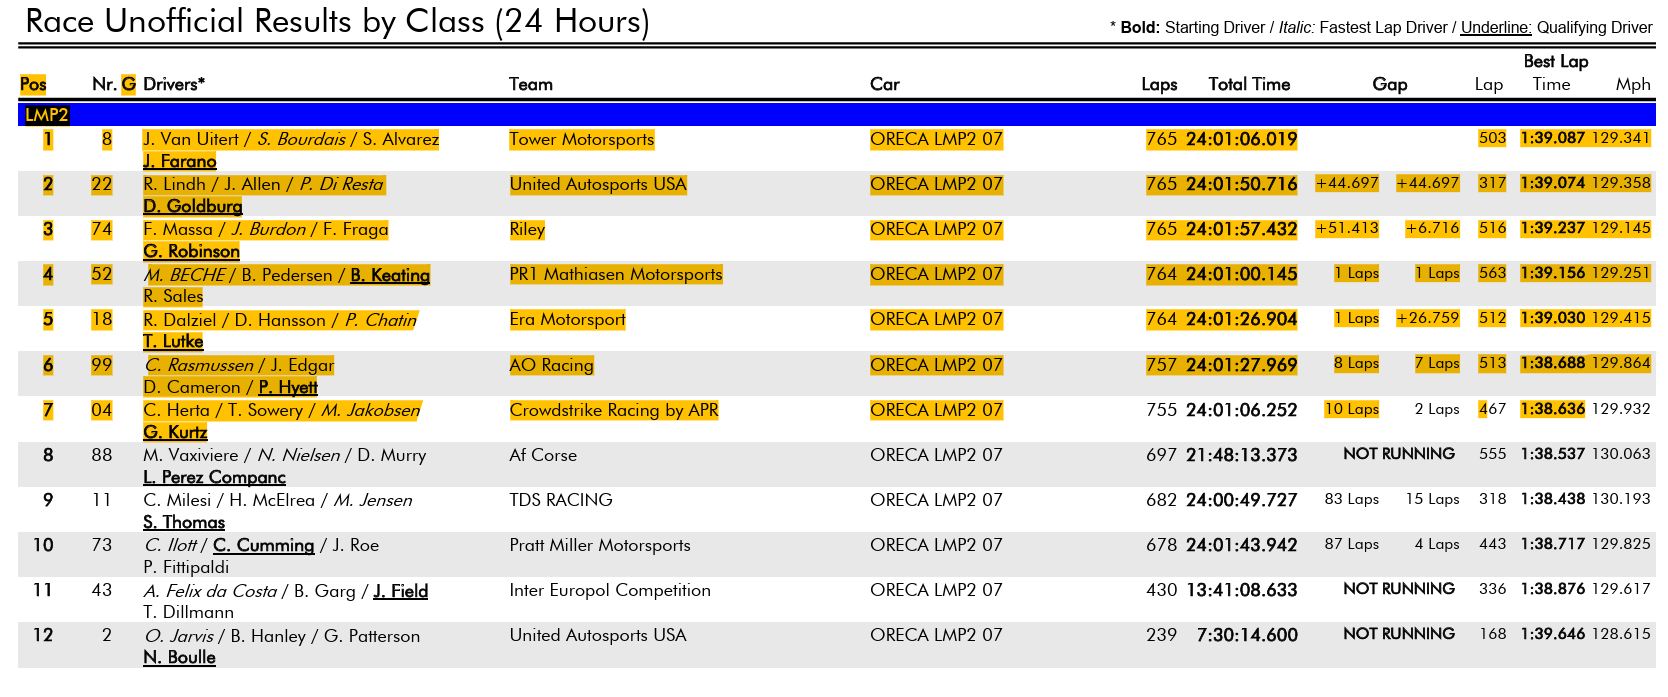 Race Unofficial Results by Class (24 Hours)
* Bold: Starting Driver / Italic: Fastest Lap Driver / Underline: Qualifying Driver
Best Lap
Pos Nr. G Drivers* Team Car Laps Total Time Gap Lap Time Mph
LMP2
1 8 J. Van Uitert / S. Bourdais / S. Alvarez Tower Motorsports ORECA LMP2 07 765 24:01:06.019 503 1:39.087 129.341
J. Farano
2 22 R. Lindh / J. Allen / P. Di Resta United Autosports USA ORECA LMP2 07 765 24:01:50.716 +44.697 +44.697 317 1:39.074 129.358
D. Goldburg
3 74 F. Massa / J. Burdon / F. Fraga Riley ORECA LMP2 07 765 24:01:57.432 +51.413 +6.716 516 1:39.237 129.145
G. Robinson
4 52 M. BECHE / B. Pedersen / B. Keating PR1 Mathiasen Motorsports ORECA LMP2 07 764 24:01:00.145 1 Laps 1 Laps 563 1:39.156 129.251
R. Sales
5 18 R. Dalziel / D. Hansson / P. Chatin Era Motorsport ORECA LMP2 07 764 24:01:26.904 1 Laps +26.759 512 1:39.030 129.415
T. Lutke
6 99 C. Rasmussen / J. Edgar AO Racing ORECA LMP2 07 757 24:01:27.969 8 Laps 7 Laps 513 1:38.688 129.864
D. Cameron / P. Hyett
7 04 C. Herta / T. Sowery / M. Jakobsen Crowdstrike Racing by APR ORECA LMP2 07 755 24:01:06.252 10 Laps 2 Laps 467 1:38.636 129.932
G. Kurtz
8 88 M. Vaxiviere / N. Nielsen / D. Murry Af Corse ORECA LMP2 07 697 21:48:13.373 NOT RUNNING 555 1:38.537 130.063
L. Perez Companc
9 11 C. Milesi / H. McElrea / M. Jensen TDS RACING ORECA LMP2 07 682 24:00:49.727 83 Laps 15 Laps 318 1:38.438 130.193
S. Thomas
10 73 C. Ilott / C. Cumming / J. Roe Pratt Miller Motorsports ORECA LMP2 07 678 24:01:43.942 87 Laps 4 Laps 443 1:38.717 129.825
P. Fittipaldi
11 43 A. Felix da Costa / B. Garg / J. Field Inter Europol Competition ORECA LMP2 07 430 13:41:08.633 NOT RUNNING 336 1:38.876 129.617
T. Dillmann
12 2 O. Jarvis / B. Hanley / G. Patterson United Autosports USA ORECA LMP2 07 239 7:30:14.600 NOT RUNNING 168 1:39.646 128.615
N. Boulle